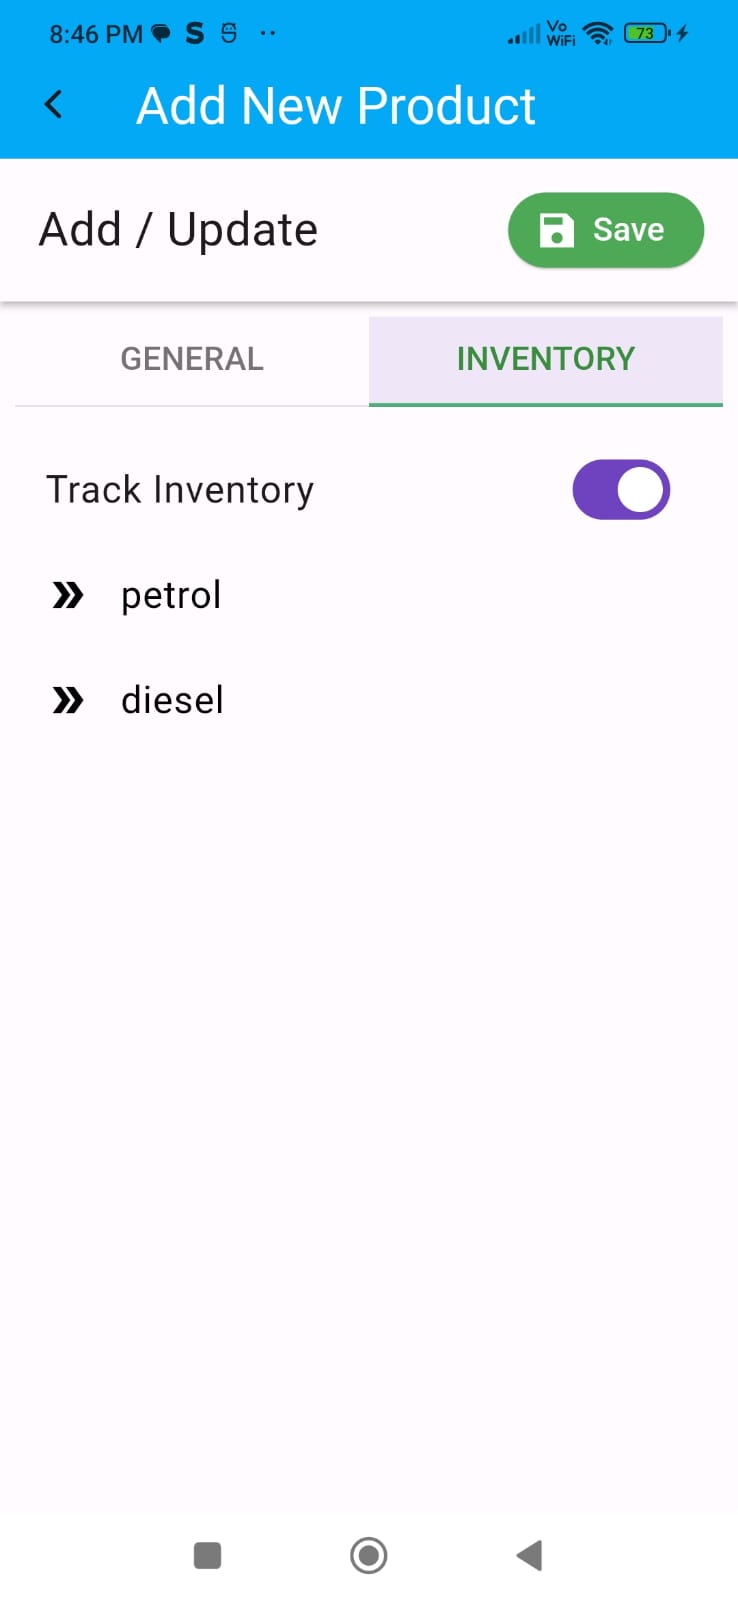 8:46 PM
Vo
WiFi
73
Add New Product
Add / Update
Save
GENERAL
INVENTORY
Track Inventory
petrol
diesel